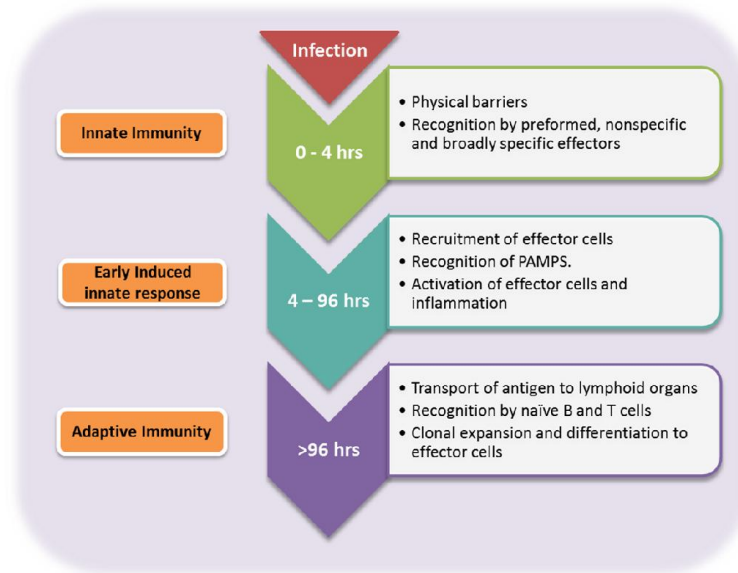 Infection
Innate Immunity
0 - 4 hrs
• Physical barriers
• Recognition by preformed, nonspecific
and broadly specific effectors
Early Induced
innate response
4 – 96 hrs
• Recruitment of effector cells
• Recognition of PAMPS.
• Activation of effector cells and
inflammation
Adaptive Immunity
>96 hrs
• Transport of antigen to lymphoid organs
• Recognition by naïve B and T cells
• Clonal expansion and differentiation to
effector cells